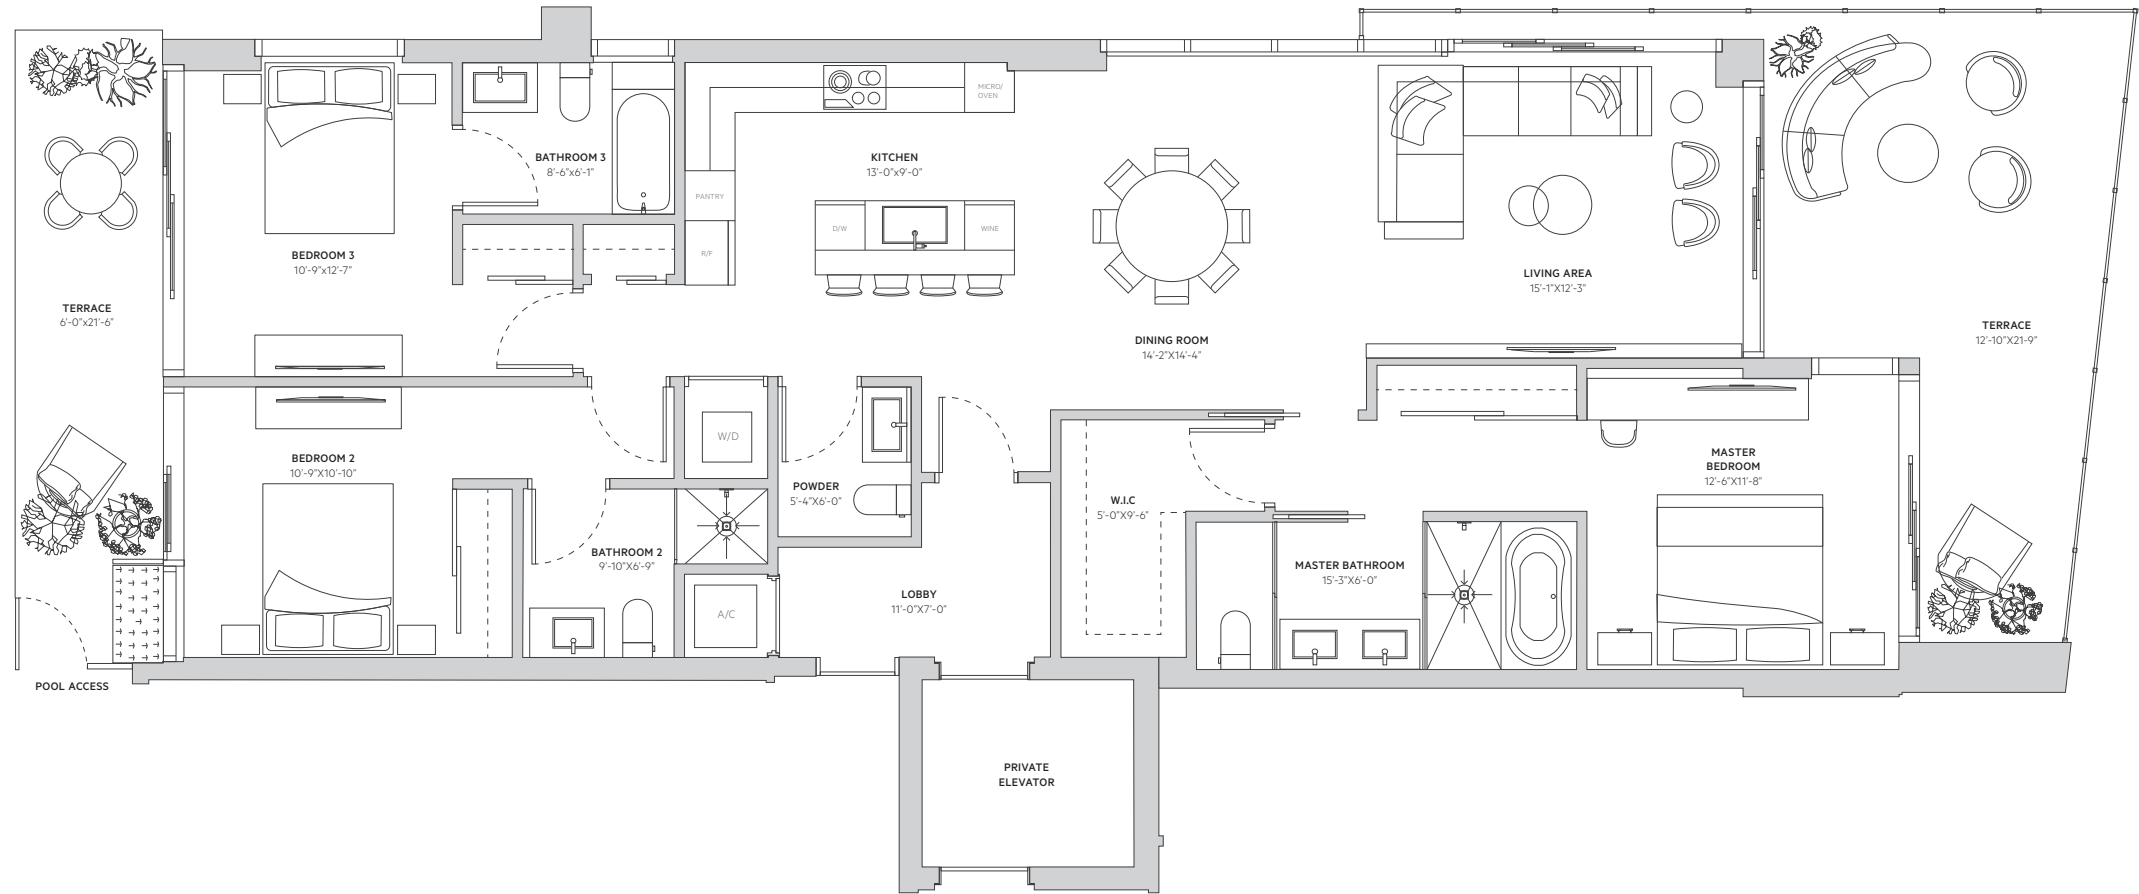 BEDROOM 3
10'-9"x12'-7"
TERRACE
6'-0"x21'-6"
BATHROOM 3
8'-6"x6'-1"
KITCHEN
13'-0"x9'-0"
MICRO/
OVEN
PANTRY
R/F
D/W
WINE
DINING ROOM
14'-2"X14'-4"
LIVING AREA
15'-1"X12'-3"
TERRACE
12'-10"X21-9"
BEDROOM 2
10'-9"X10'-10"
W/D
POWDER
5'-4"X6'-0"
BATHROOM 2
9'-10"X6'-9"
A/C
LOBBY
11'-0"X7'-0"
W.I.C
5'-0"X9'-6"
MASTER BATHROOM
15'-3"X6'-0"
MASTER
BEDROOM
12'-6"X11'-8"
POOL ACCESS
PRIVATE
ELEVATOR